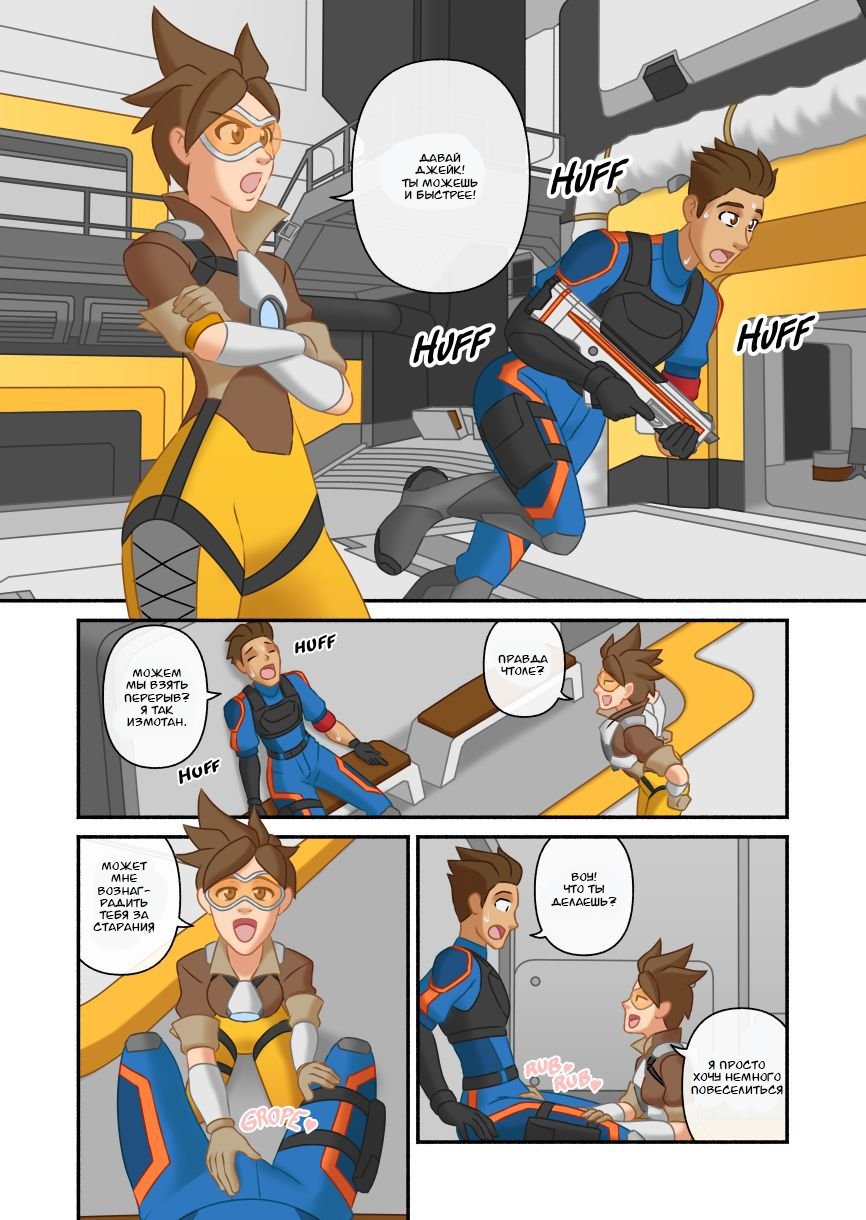 ДАВАЙ
ДЖЕЙК!
ТЫ МОЖЕШЬ
И БЫСТРЕЕ!
HUFF
HUFF
HUFF
МОЖЕМ
МЫ ВЗЯТЬ
ПЕРЕРЫВ?
Я ТАК
ИЗМОТАН.
HUFF
HUFF
ПРАВДА
ЧТОЛЕ?
МОЖЕТ
МНЕ
ВОЗНАГ-
РАДИТЬ
ТЕБЯ ЗА
СТАРАНИЯ
GROPE
ВОУ!
ЧТО ТЫ
ДЕЛАЕШЬ?
RUB
RUB
Я ПРОСТО
ХОЧУ НЕМНОГО
ПОВЕСЕЛИТЬСЯ